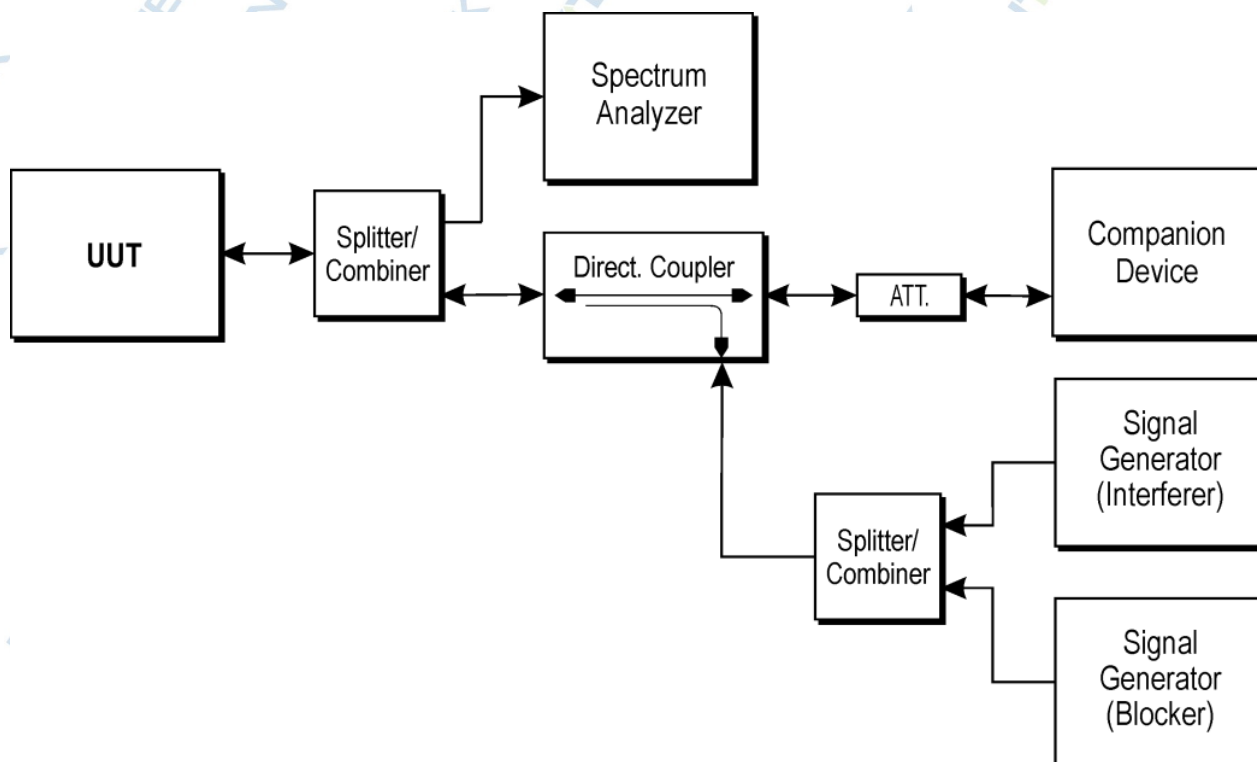 Spectrum
Analyzer
UUT
Splitter/
Combiner
Direct. Coupler
ATT.
Companion
Device
Signal
Generator
(Interferer)
Splitter/
Combiner
Signal
Generator
(Blocker)